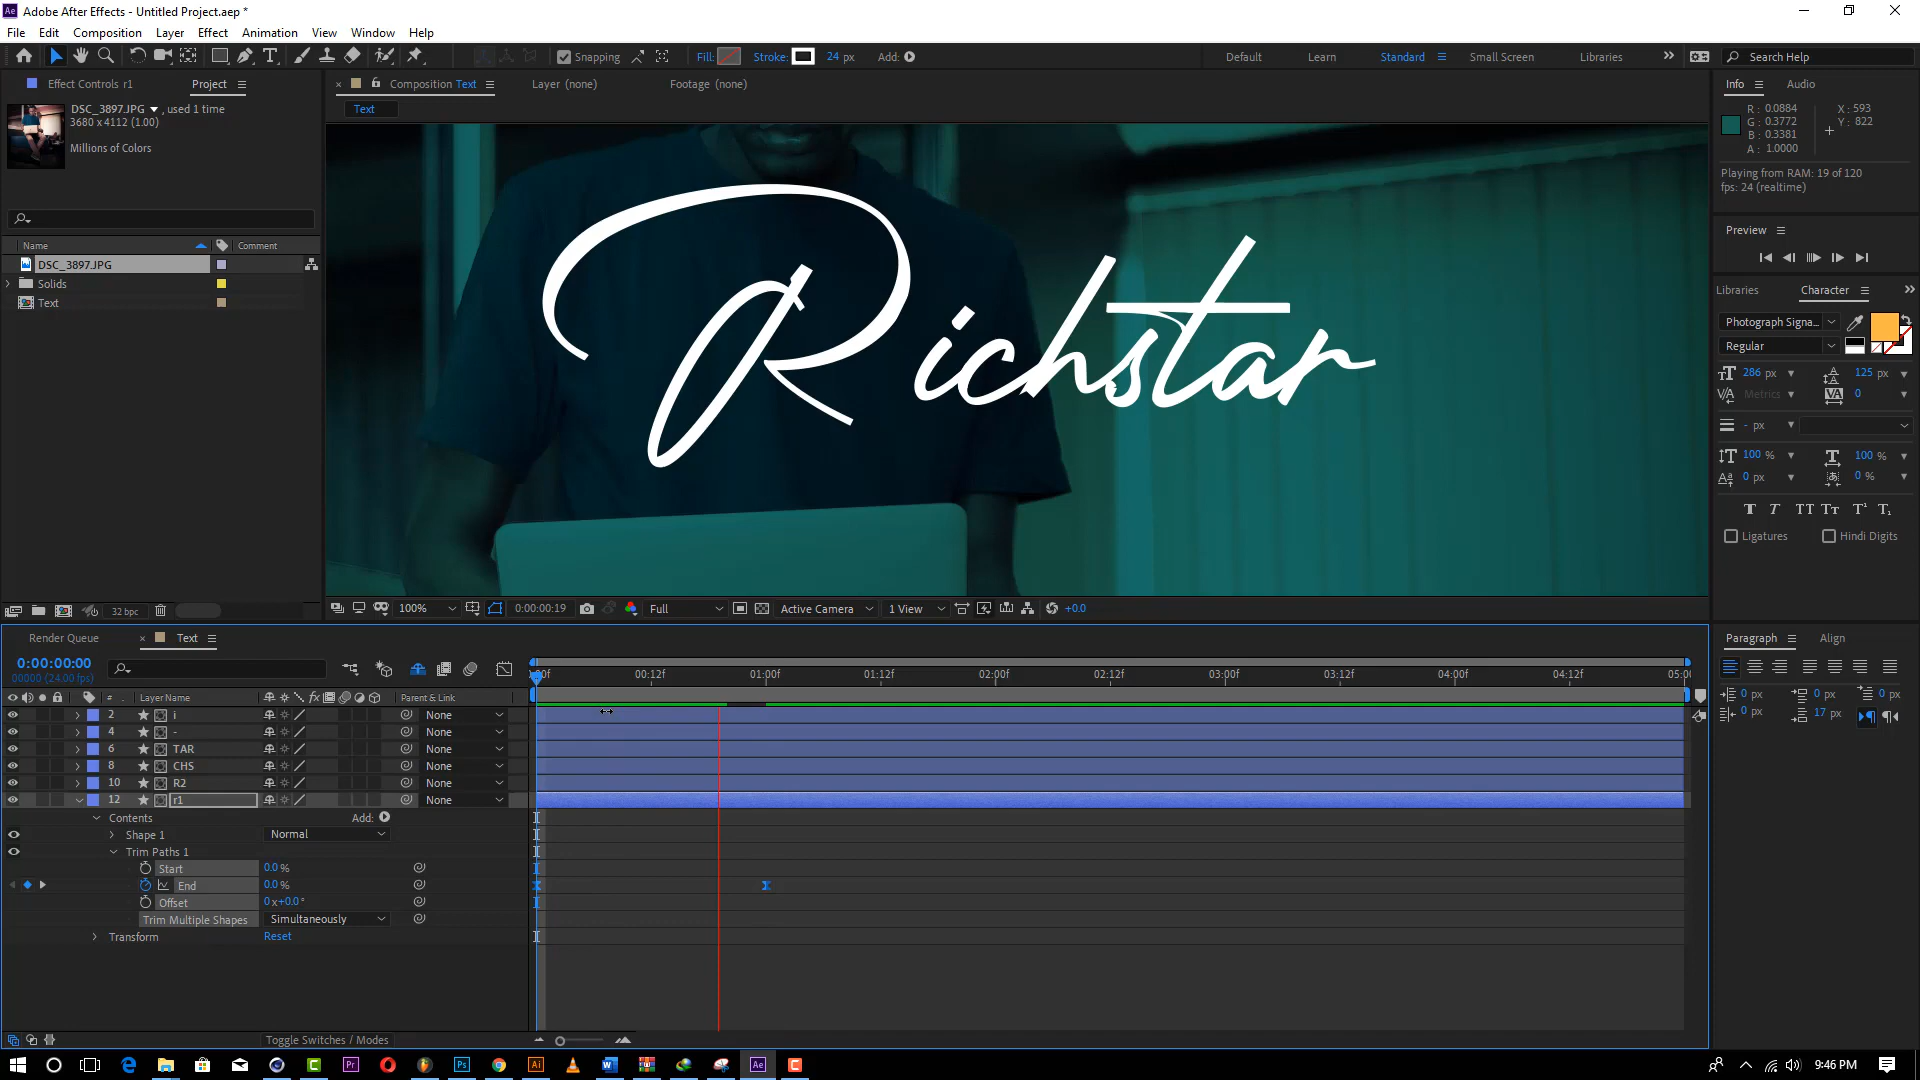 Adobe After Effects - Untitled Project.aep *
File Edit Composition Layer Effect Animation View Window Help
Snapping Fill: Stroke: 24 px Add: Default Learn Standard Small Screen Libraries Search Help
Effect Controls r1 Project
Composition Text Layer (none) Footage (none)
Info Audio
DSC_3897.JPG , used 1 time
3680 x 4112 (1.00)
Millions of Colors
Text
R : 0.0884
G : 0.3772
B : 0.3381
A : 1.0000
X : 593
Y : 822
Playing from RAM: 19 of 120
fps: 24 (realtime)
Richstar
Preview
Libraries Character
Photograph Signa...
Regular
286 px 125 px
Metrics 0
- px
100 % 100 %
0 px 0 %
T T TT Tt T¹ T₁
Ligatures Hindi Digits
Name Comment
DSC_3897.JPG
Solids
Text
32 bpc
100% 0:00:00:19 Full Active Camera 1 View +0.0
Render Queue Text
Paragraph Align
0:00:00:00
00000 (24.00 fps)
:00f 00:12f 01:00f 01:12f 02:00f 02:12f 03:00f 03:12f 04:00f 04:12f 05:00
# Layer Name Parent & Link
2 i None
4 - None
6 TAR None
8 CHS None
10 R2 None
12 r1 None
Contents Add:
Shape 1 Normal
Trim Paths 1
Start 0.0 %
End 0.0 %
Offset 0 x+0.0 °
Trim Multiple Shapes Simultaneously
Transform Reset
0 px 0 px 0 px
0 px 17 px
Toggle Switches / Modes
9:46 PM